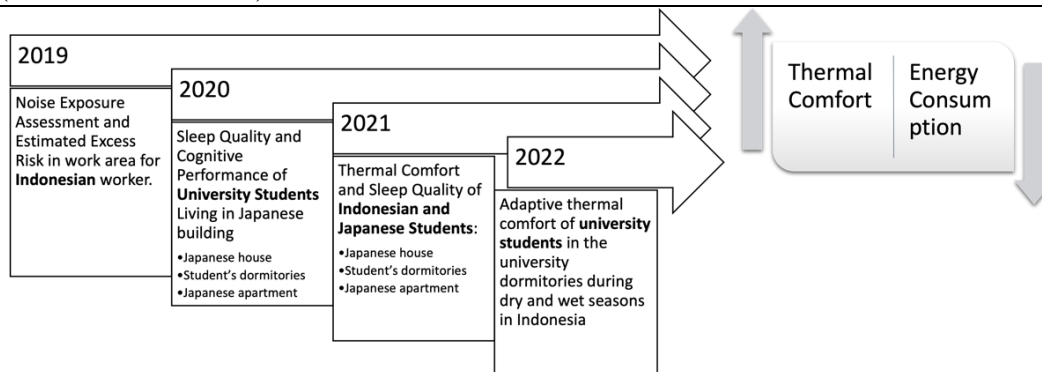 2019
Noise Exposure
Assessment and
Estimated Excess
Risk in work area for
Indonesian worker.
2020
Sleep Quality and
Cognitive
Performance of
University Students
Living in Japanese
building
•Japanese house
•Student's dormitories
•Japanese apartment
2021
Thermal Comfort
and Sleep Quality of
Indonesian and
Japanese Students:
•Japanese house
•Student's dormitories
•Japanese apartment
2022
Adaptive thermal
comfort of university
students in the
university
dormitories during
dry and wet seasons
in Indonesia
Thermal
Comfort
Energy
Consum
ption